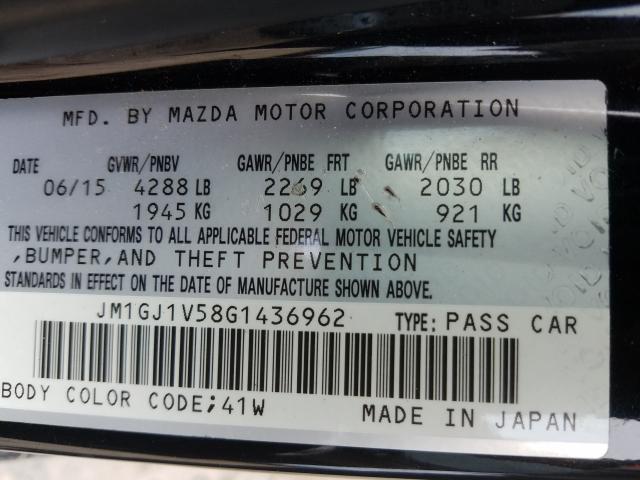 MFD. BY MAZDA MOTOR CORPORATION
DATE GVWR/PNBV GAWR/PNBE FRT GAWR/PNBE RR
06/15 4288 LB 2269 LB 2030 LB
1945 KG 1029 KG 921 KG
THIS VEHICLE CONFORMS TO ALL APPLICABLE FEDERAL MOTOR VEHICLE SAFETY
,BUMPER,AND THEFT PREVENTION
STANDARDS IN EFFECT ON THE DATE OF MANUFACTURE SHOWN ABOVE.
JM1GJ1V58G1436962 TYPE: PASS CAR
BODY COLOR CODE;41W MADE IN JAPAN